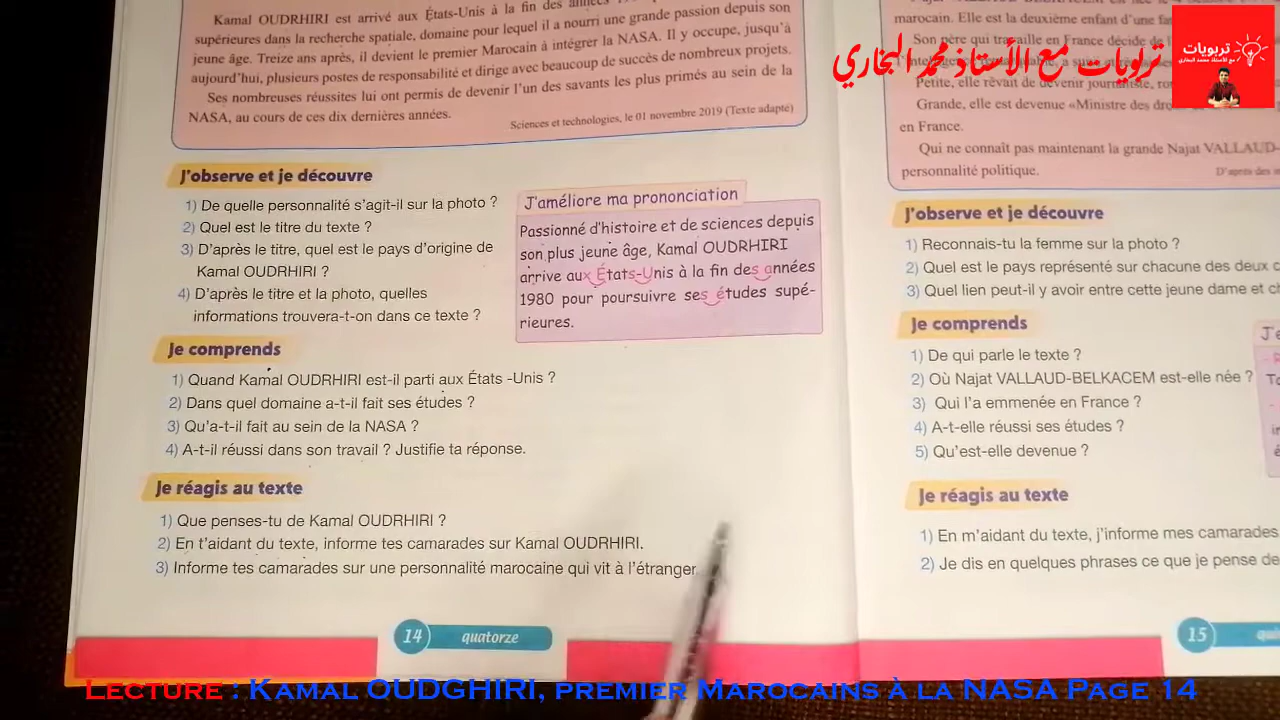 Kamal OUDRHIRI est arrivé aux États-Unis à la fin des années
supérieures dans la recherche spatiale, domaine pour lequel il a nourri une grande passion depuis son
jeune âge. Treize ans après, il devient le premier Marocain à intégrer la NASA. Il y occupe, jusqu'à
aujourd'hui, plusieurs postes de responsabilité et dirige avec beaucoup de succès de nombreux projets.
Ses nombreuses réussites lui ont permis de devenir l'un des savants les plus primés au sein de la
NASA, au cours de ces dix dernières années.
Sciences et technologies, le 01 novembre 2019 (Texte adapté)
J'observe et je découvre
1) De quelle personnalité s'agit-il sur la photo ?
2) Quel est le titre du texte ?
3) D'après le titre, quel est le pays d'origine de
Kamal OUDRHIRI ?
4) D'après le titre et la photo, quelles
informations trouvera-t-on dans ce texte ?
J'améliore ma prononciation
Passionné d'histoire et de sciences depuis
son plus jeune âge, Kamal OUDRHIRI
arrive aux États-Unis à la fin des années
1980 pour poursuivre ses études supé-
rieures.
Je comprends
1) Quand Kamal OUDRHIRI est-il parti aux États -Unis ?
2) Dans quel domaine a-t-il fait ses études ?
3) Qu'a-t-il fait au sein de la NASA ?
4) A-t-il réussi dans son travail ? Justifie ta réponse.
Je réagis au texte
1) Que penses-tu de Kamal OUDRHIRI ?
2) En t'aidant du texte, informe tes camarades sur Kamal OUDRHIRI.
3) Informe tes camarades sur une personnalité marocaine qui vit à l'étranger.
14 quatorze
marocain. Elle est la deuxième enfant d'une
Son père qui travaille en France décide de
Petite, elle rêvait de devenir journaliste,
Grande, elle est devenue «Ministre des
en France.
Qui ne connaît pas maintenant la grande Najat VALLAUD-
personnalité politique.
J'observe et je découvre
1) Reconnais-tu la femme sur la photo ?
2) Quel est le pays représenté sur chacune des deux
3) Quel lien peut-il y avoir entre cette jeune dame et
Je comprends
1) De qui parle le texte ?
2) Où Najat VALLAUD-BELKACEM est-elle née ?
3) Qui l'a emmenée en France ?
4) A-t-elle réussi ses études ?
5) Qu'est-elle devenue ?
Je réagis au texte
1) En m'aidant du texte, j'informe mes camarades
2) Je dis en quelques phrases ce que je pense de
15
تربويات مع الأستاذ محمد البخاري
تربويات
مع الأستاذ محمد البخاري
Lecture : Kamal OUDGHIRI, premier Marocains à la NASA Page 14